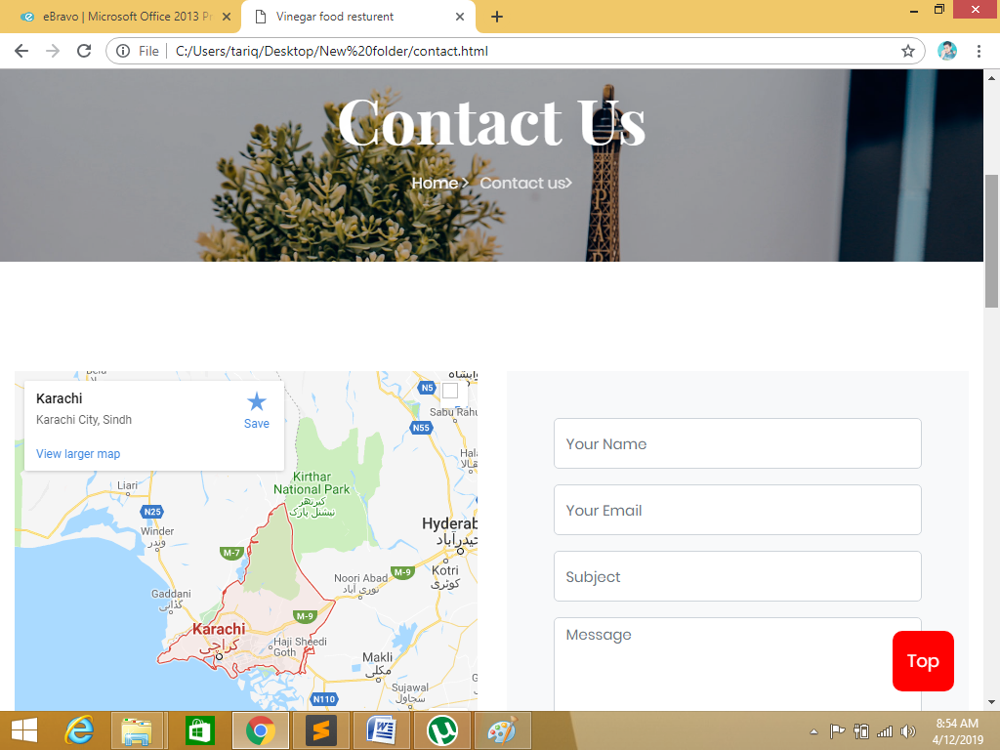 eBravo | Microsoft Office 2013 Pr
Vinegar food resturent
File
C:/Users/tariq/Desktop/New%20folder/contact.html
Contact Us
Home > Contact us>
Karachi
Karachi City, Sindh
Save
View larger map
N5
Sabu Rahu
N55
Liari
Kirthar
National Park
کیرتھر
نیشنل پارک
N25
Winder
وندر
Hyderab
حیدرآباد
M-7
Kotri
کوٹری
M-9
Noori Abad
نوری آباد
Gaddani
گڈانی
M-9
Karachi
کراچی
Haji Sheedi
Goth
Makli
مکلی
Sujawal
سجاول
N110
Your Name
Your Email
Subject
Message
Top
8:54 AM
4/12/2019